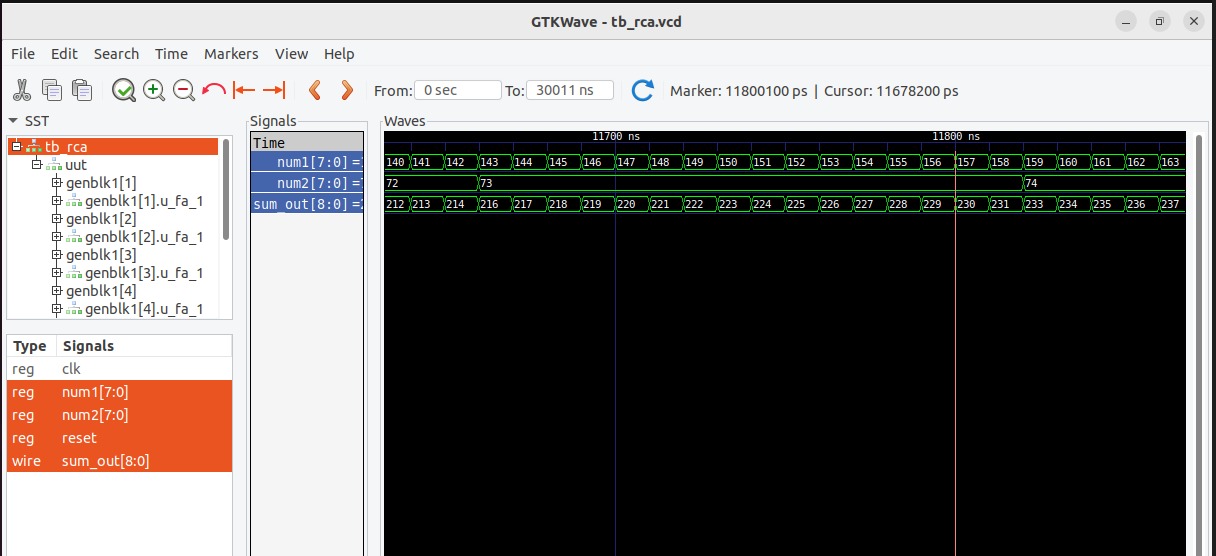 GTKWave - tb_rca.vcd
File Edit Search Time Markers View Help
From: 0 sec To: 30011 ns Marker: 11800100 ps | Cursor: 11678200 ps
SST
tb_rca
uut
genblk1[1]
genblk1[1].u_fa_1
genblk1[2]
genblk1[2].u_fa_1
genblk1[3]
genblk1[3].u_fa_1
genblk1[4]
genblk1[4].u_fa_1
Type Signals
reg clk
reg num1[7:0]
reg num2[7:0]
reg reset
wire sum_out[8:0]
Signals
Time
num1[7:0] =
num2[7:0] =
sum_out[8:0] =
Waves
11700 ns 11800 ns
140 141 142 143 144 145 146 147 148 149 150 151 152 153 154 155 156 157 158 159 160 161 162 163
72 73 74
212 213 214 216 217 218 219 220 221 222 223 224 225 226 227 228 229 230 231 233 234 235 236 237